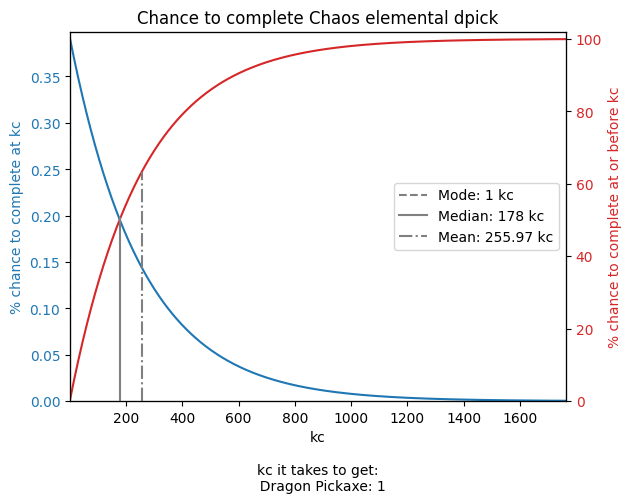 Chance to complete Chaos elemental dpick
% chance to complete at kc
0.35
0.30
0.25
0.20
0.15
0.10
0.05
0.00
200
400
600
800
1000
1200
1400
1600
kc
100
80
60
40
20
0
% chance to complete at or before kc
Mode: 1 kc
Median: 178 kc
Mean: 255.97 kc
kc it takes to get:
Dragon Pickaxe: 1